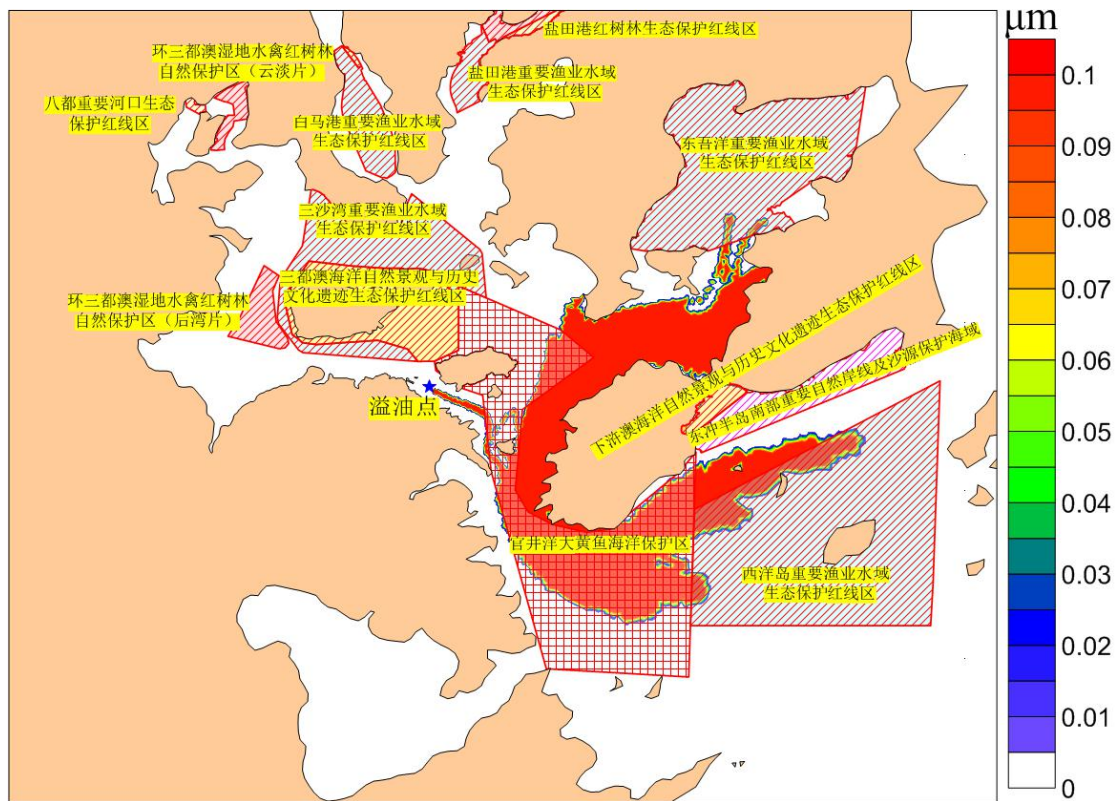 μm
盐田港红树林生态保护红线区
环三都澳湿地水禽红树林
自然保护区（云淡片）
盐田港重要渔业水域
生态保护红线区
八都重要河口生态
保护红线区
白马港重要渔业水域
生态保护红线区
东吾洋重要渔业水域
生态保护红线区
三沙湾重要渔业水域
生态保护红线区
三都澳海洋自然景观与历史
文化遗迹生态保护红线区
环三都澳湿地水禽红树林
自然保护区（后湾片）
下浒澳海洋自然景观与历史文化遗迹生态保护红线区
东冲半岛南部重要自然岸线及沙源保护海域
溢油点
官井洋大黄鱼海洋保护区
西洋岛重要渔业水域
生态保护红线区
0.1
0.09
0.08
0.07
0.06
0.05
0.04
0.03
0.02
0.01
0